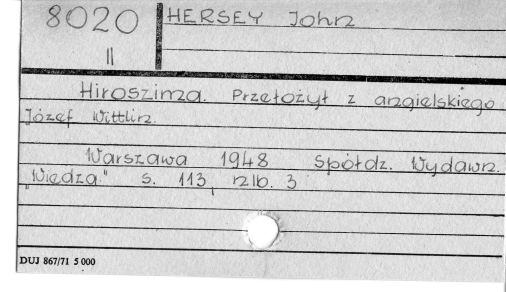 8020
II
HERSEY John
Hiroszima. Przełożył z angielskiego
Józef Wittlin.
Warszawa 1948 Spółdz. Wydawn.
„Wiedza" s. 113, nlb. 3
DUJ 867/71 5 000